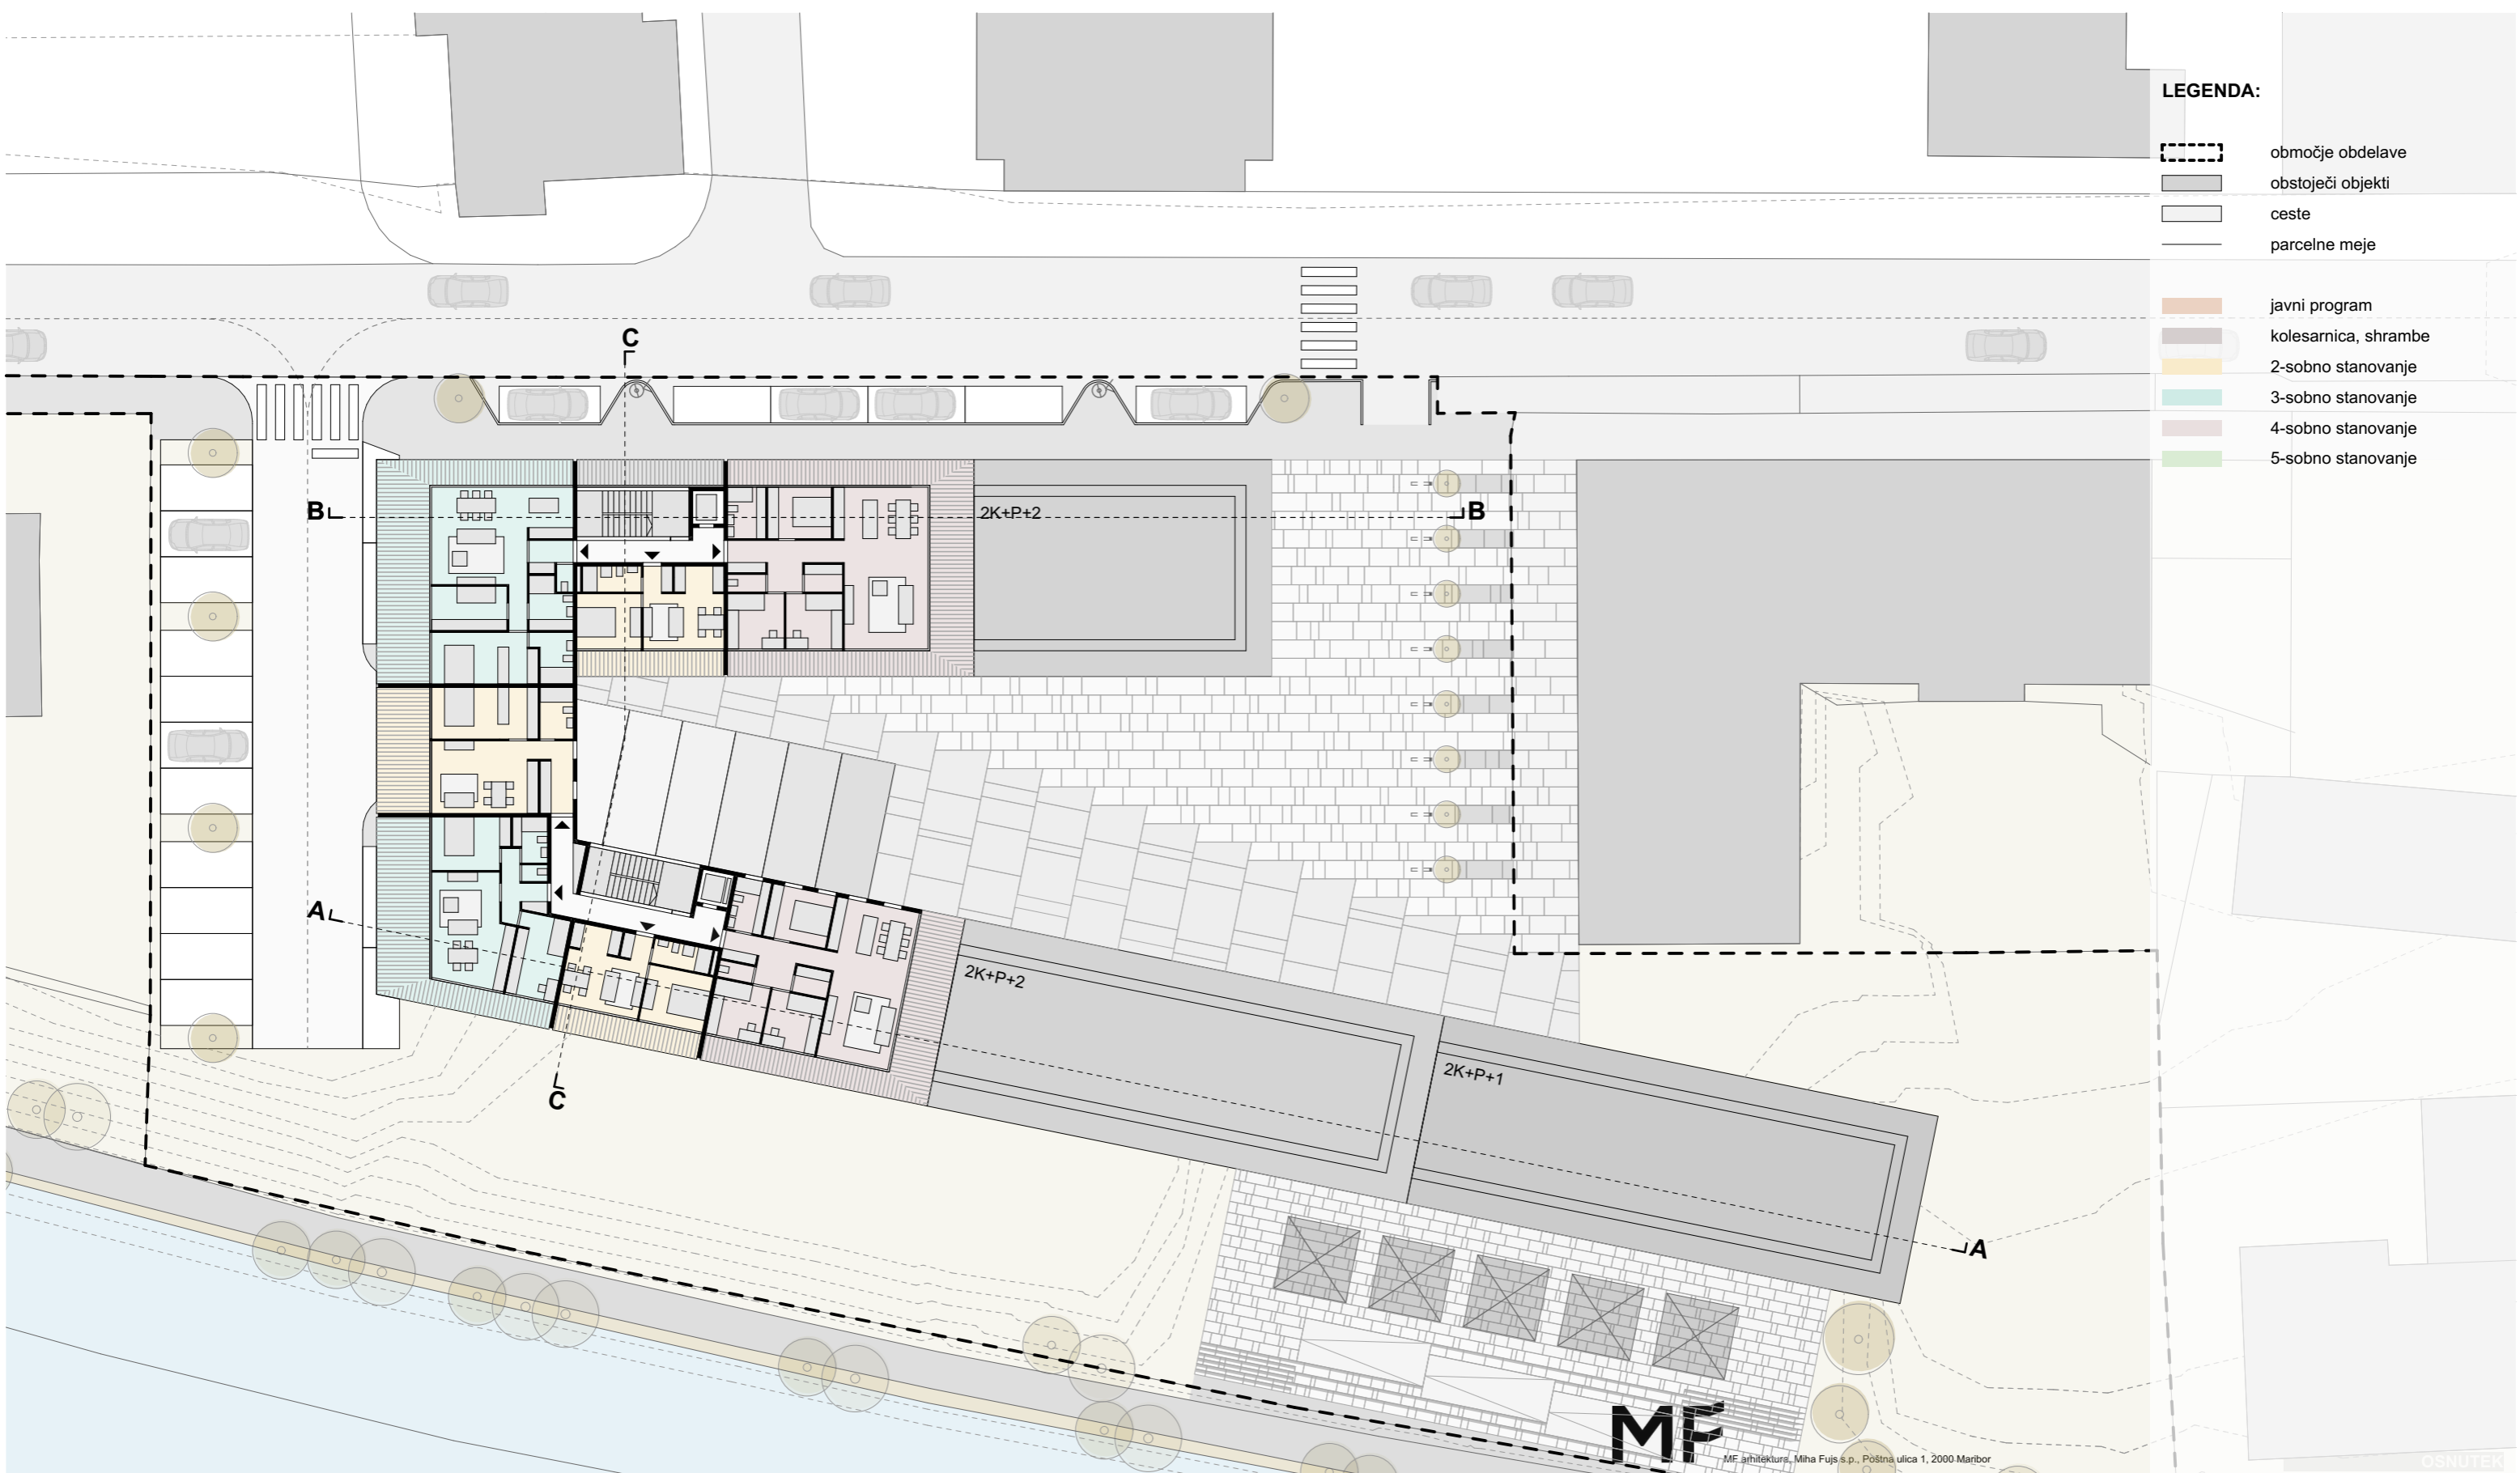 LEGENDA:
območje obdelave
obstoječi objekti
ceste
parcelne meje
javni program
kolesarnica, shrambe
2-sobno stanovanje
3-sobno stanovanje
4-sobno stanovanje
5-sobno stanovanje
C
B
2K+P+2
B
A
2K+P+2
2K+P+1
C
A
MF
MF arhitektura, Miha Fujs s.p., Poštna ulica 1, 2000 Maribor
OSNUTEK